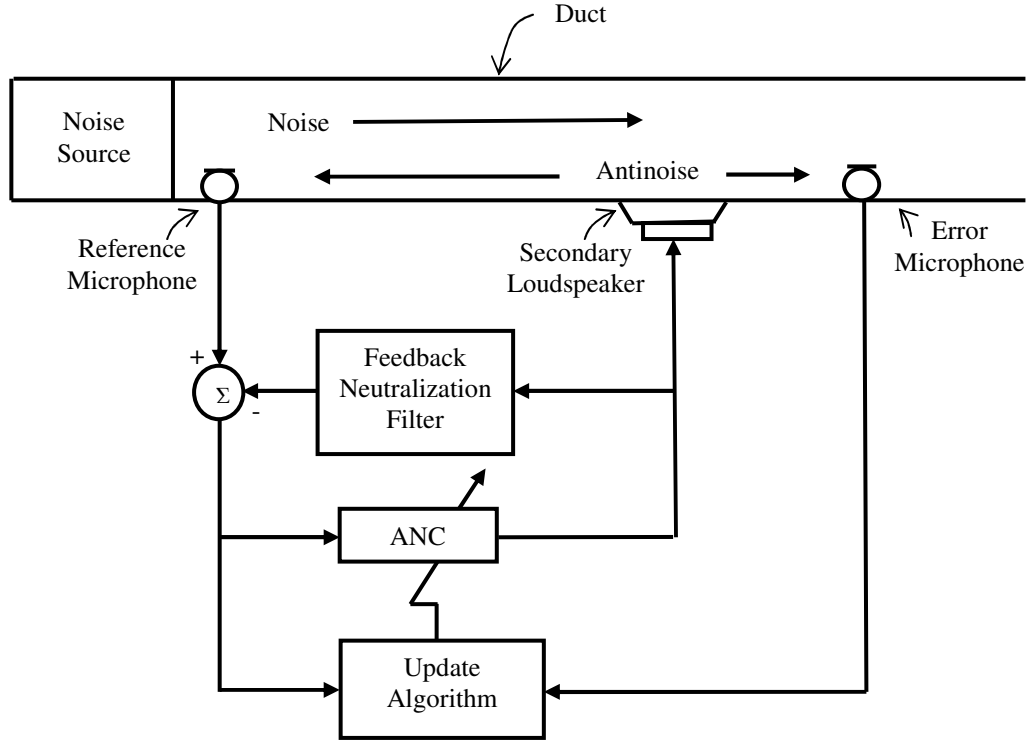 Duct
Noise
Source
Noise
Antinoise
Reference
Microphone
Secondary
Loudspeaker
Error
Microphone
+
Σ
-
Feedback
Neutralization
Filter
ANC
Update
Algorithm